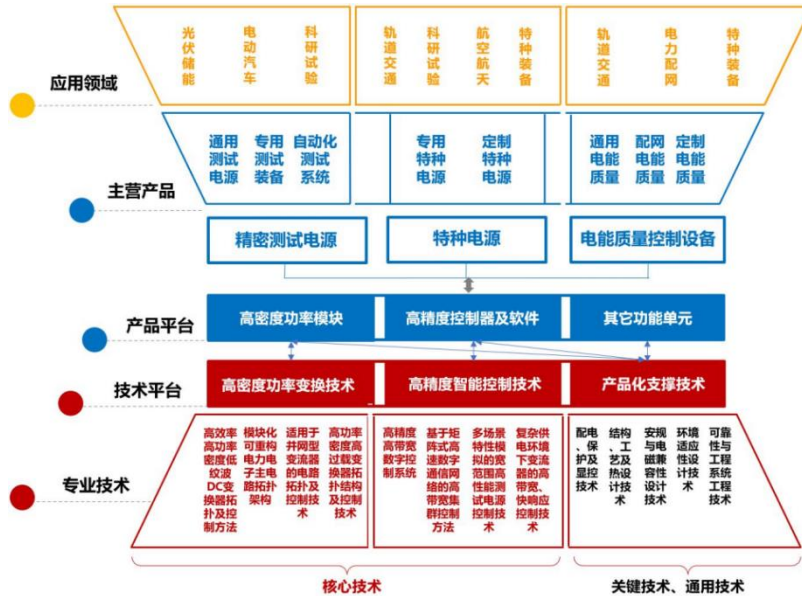 光伏储能
电动汽车
科研试验
轨道交通
科研试验
航空航天
特种装备
轨道交通
电力配网
特种装备
应用领域
通用测试电源
专用测试装备
自动化测试系统
专用特种电源
定制特种电源
通用电能质量
配网电能质量
定制电能质量
主营产品
精密测试电源
特种电源
电能质量控制设备
产品平台
高密度功率模块
高精度控制器及软件
其它功能单元
技术平台
高密度功率变换技术
高精度智能控制技术
产品化支撑技术
专业技术
高效率高功率密度低纹波DC变换器拓扑及控制方法
模块化可重构电力电子主电路拓扑架构
适用于并网型变流器的电路拓扑及控制技术
高功率密度高过载变换器拓扑结构及控制技术
高精度高带宽数字控制系统
基于矩阵式高速数字通信网络的高带宽集群控制方法
多场景特性模拟的宽范围高性能测试电源控制技术
复杂供电环境下变流器的高带宽、快响应控制技术
配电、保护及显控技术
结构、工艺及热设计技术
安规与电磁兼容性设计技术
环境适应性设计技术
可靠性与工程系统工程技术
核心技术
关键技术、通用技术